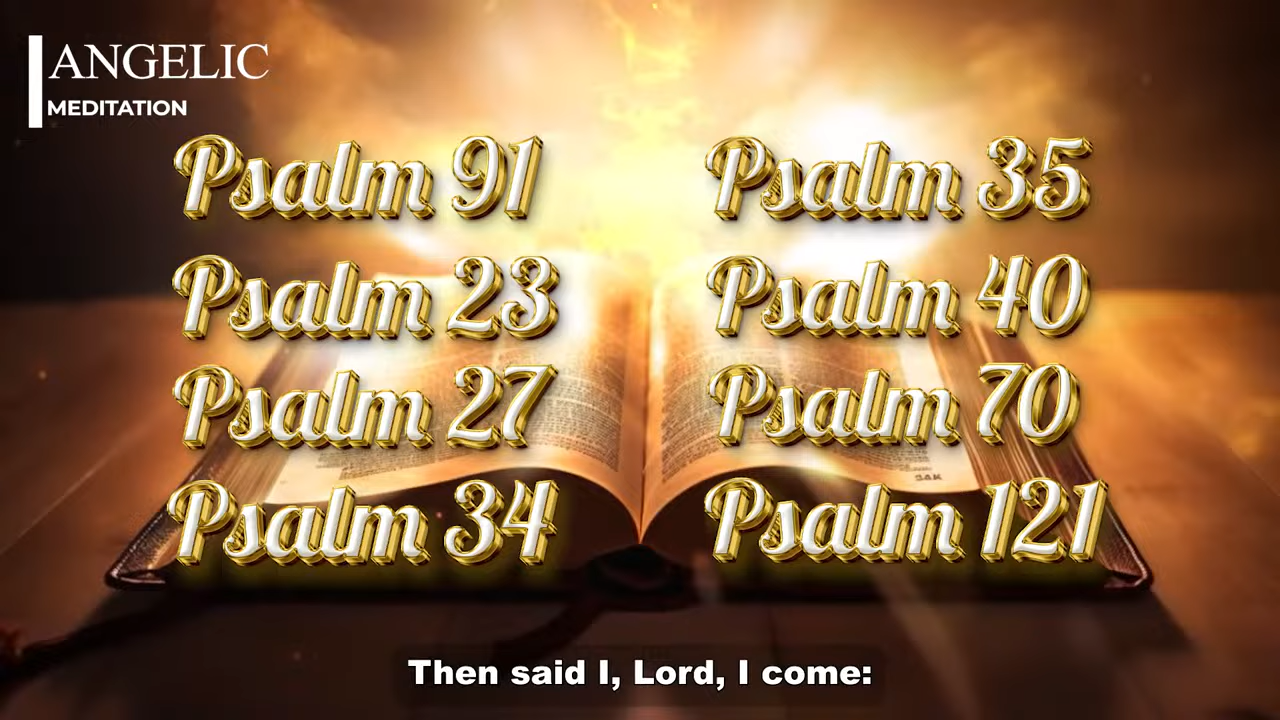 ANGELIC
MEDITATION
Psalm 91
Psalm 23
Psalm 27
Psalm 34
Psalm 35
Psalm 40
Psalm 70
Psalm 121
Then said I, Lord, I come: